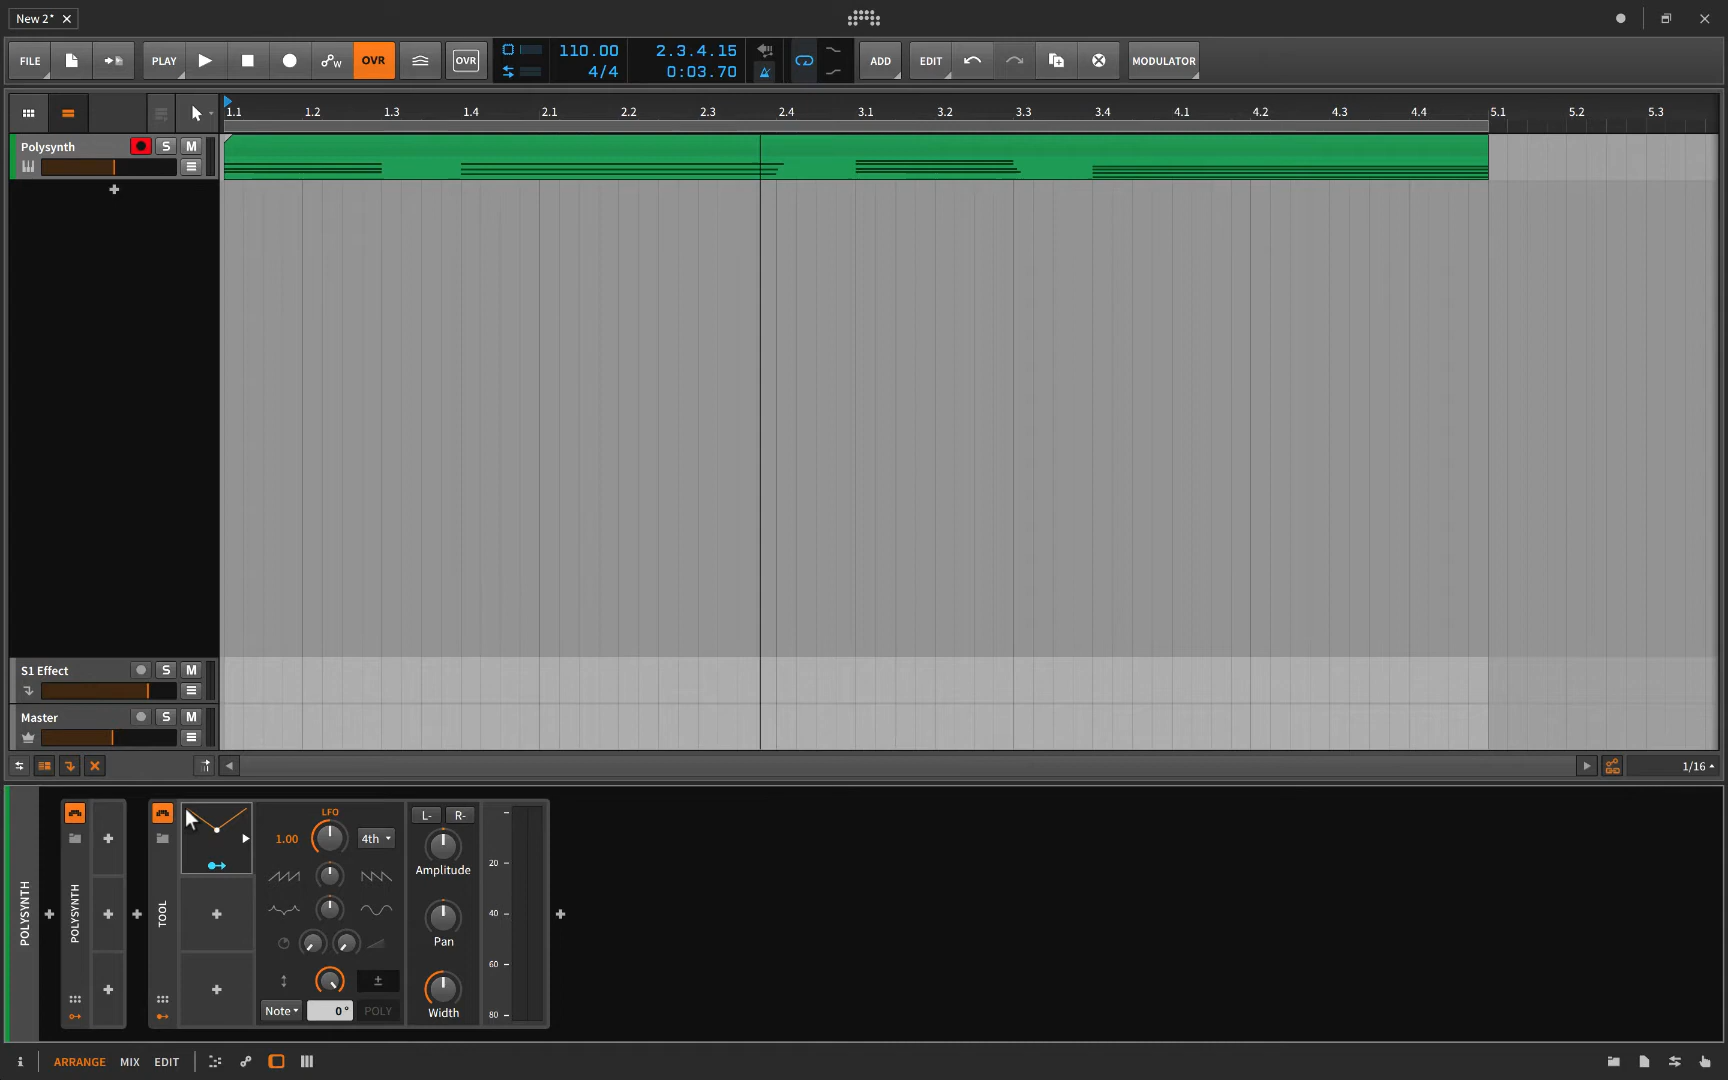 New 2*
FILE
PLAY
OVR
OVR
110.00
4/4
2.3.4.15
0:03.70
ADD
EDIT
MODULATOR
1.1 1.2 1.3 1.4 2.1 2.2 2.3 2.4 3.1 3.2 3.3 3.4 4.1 4.2 4.3 4.4 5.1 5.2 5.3
Polysynth S M
S1 Effect S M
Master S M
1/16
POLYSYNTH
POLYSYNTH
TOOL
LFO
1.00
4th
Note
0°
POLY
L- R-
Amplitude
Pan
Width
20
40
60
80
ARRANGE MIX EDIT